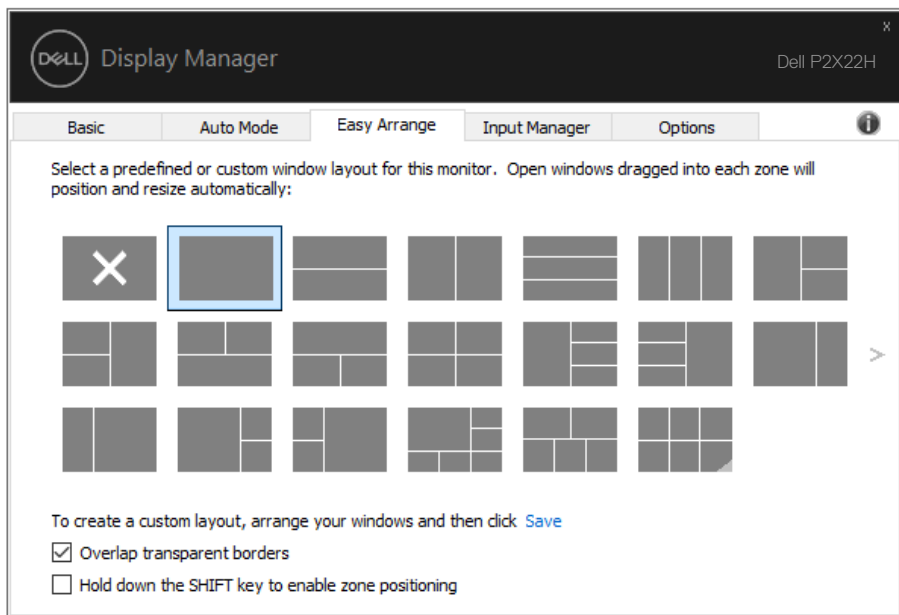 x
DELL Display Manager
Dell P2X22H
Basic Auto Mode Easy Arrange Input Manager Options
Select a predefined or custom window layout for this monitor. Open windows dragged into each zone will
position and resize automatically:
>
To create a custom layout, arrange your windows and then click Save
Overlap transparent borders
Hold down the SHIFT key to enable zone positioning